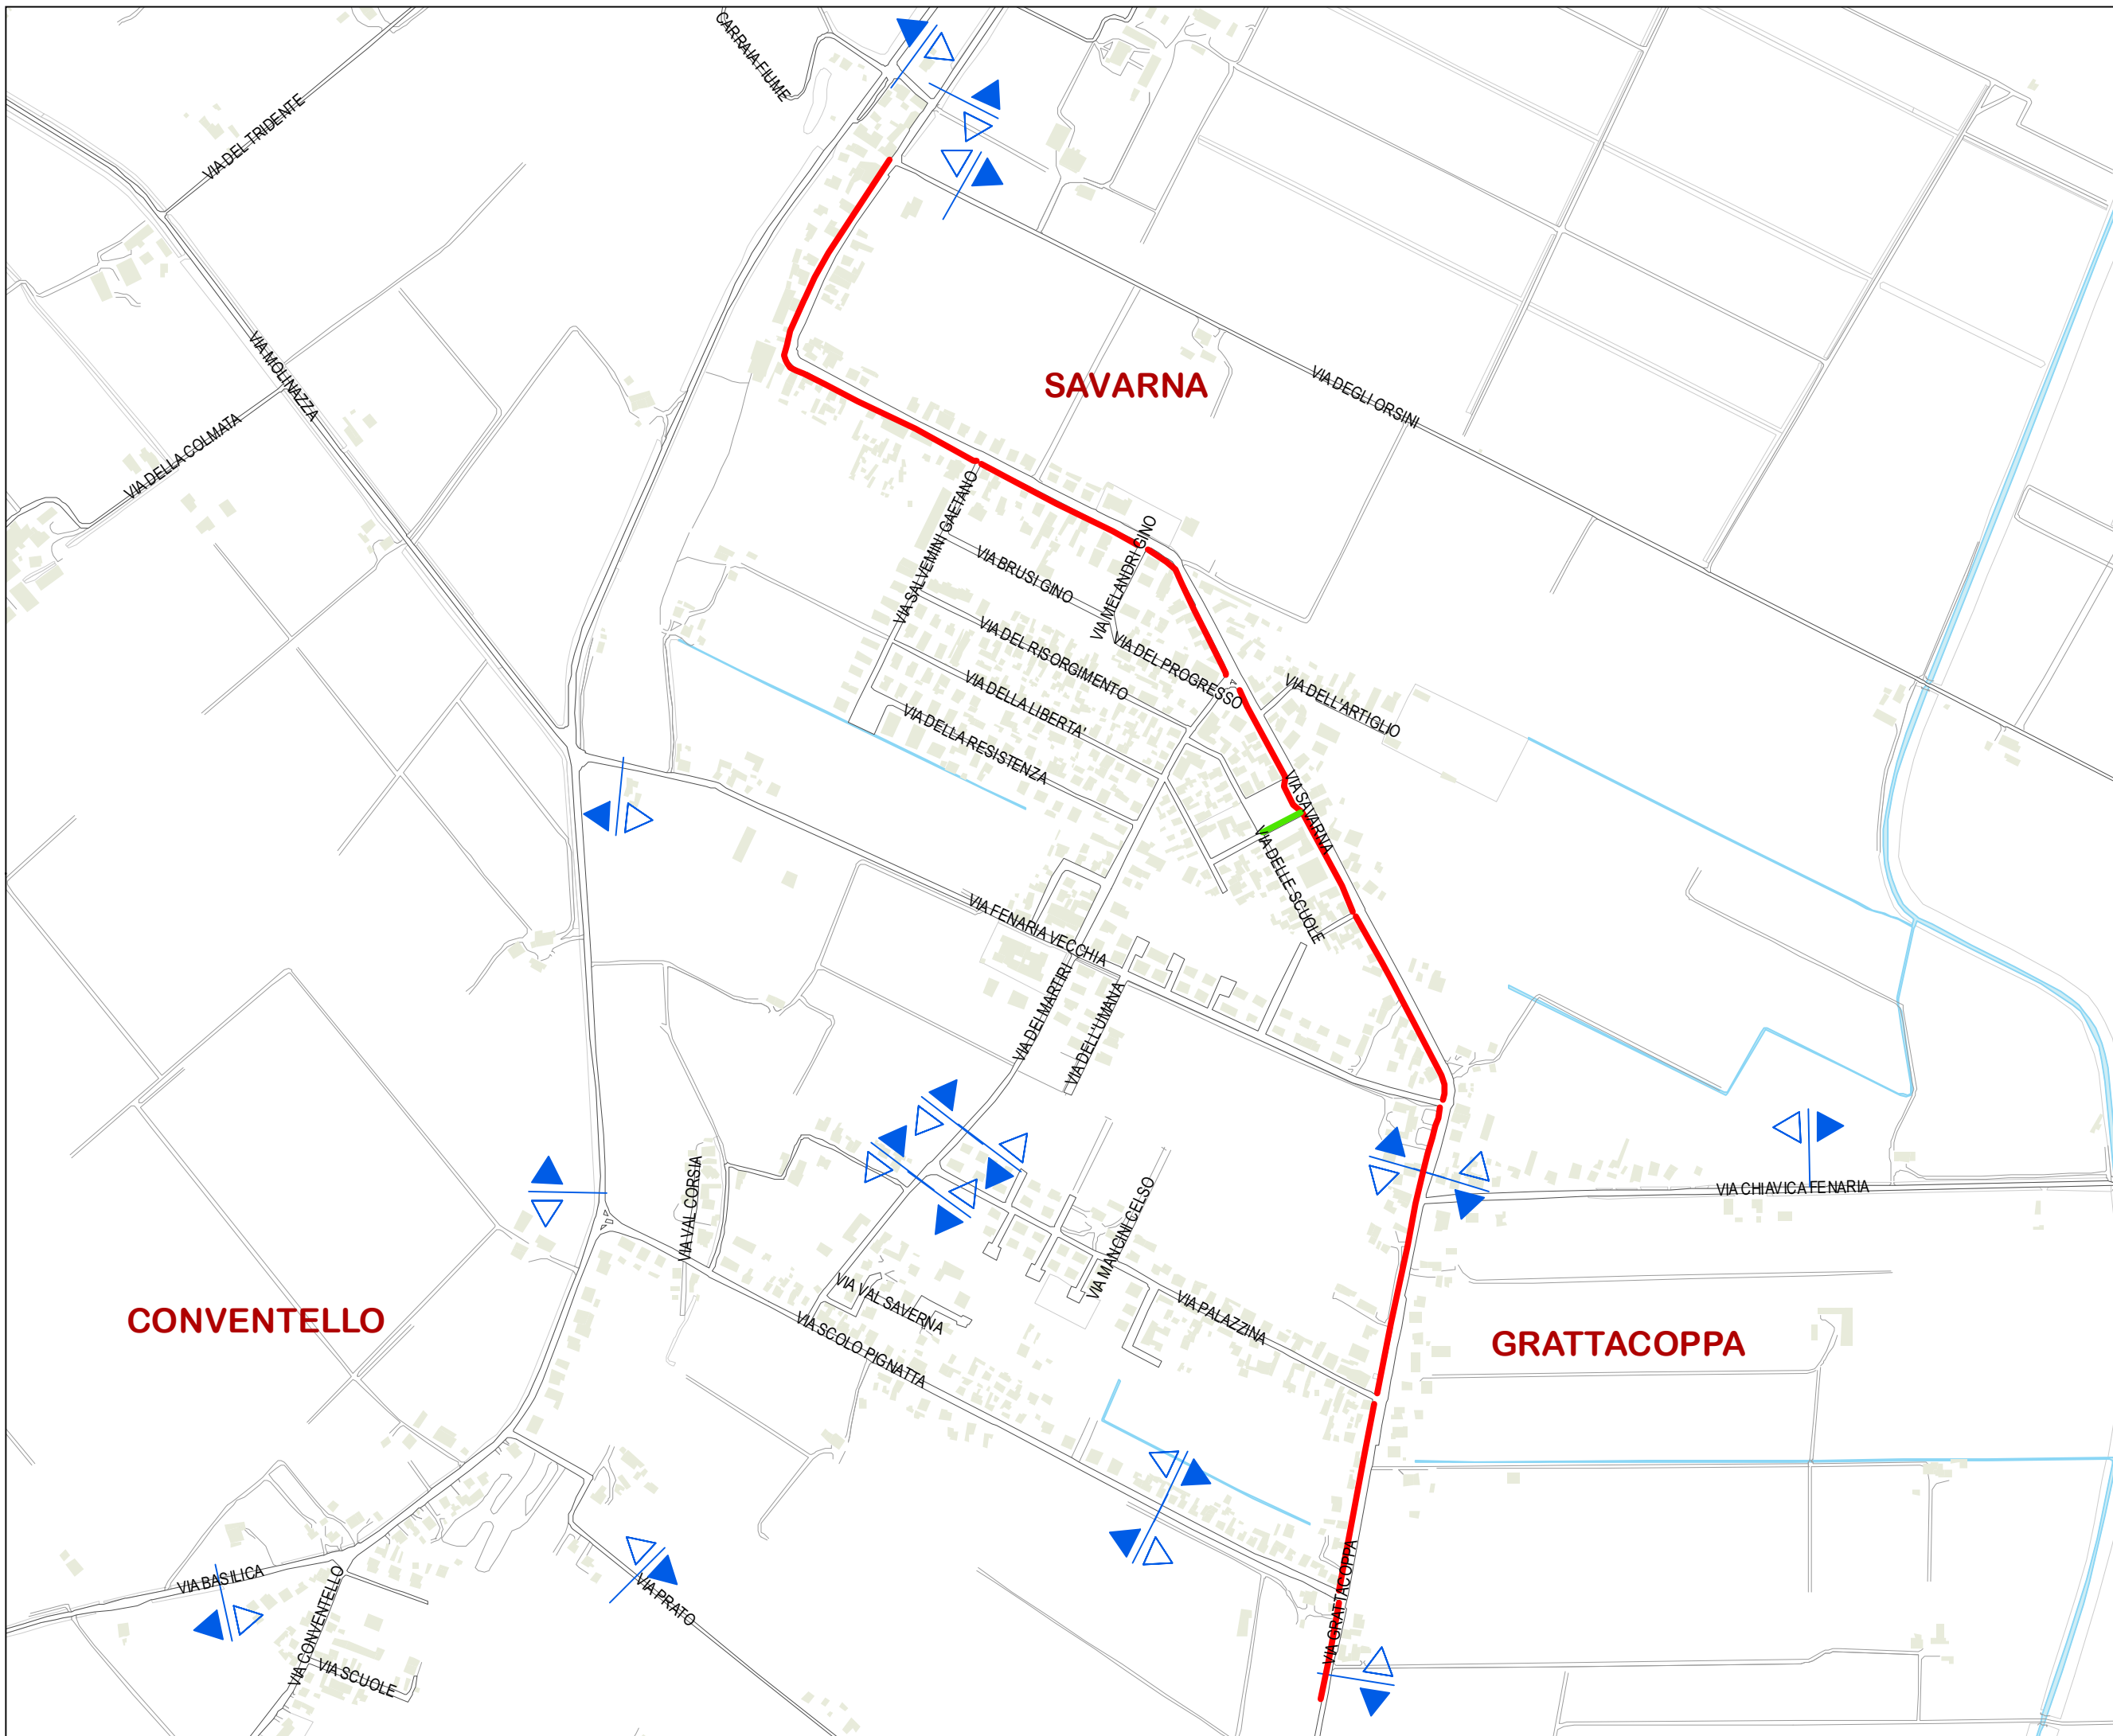 CARRAIA FIUME
VIA DEL TRIDENTE
VIA MOLINAZZA
SAVARNA
VIA DEGLI ORSINI
VIA DELLA COLMATA
VIA SALVEMINI GAETANO
VIA MELANDRI GINO
VIA BRUSI GINO
VIA DEL RISORGIMENTO
VIA DEL PROGRESSO
VIA DELLA LIBERTA'
VIA DELL'ARTIGLIO
VIA DELLA RESISTENZA
VIA SAVARNA
VIA DELLE SCUOLE
VIA FENARIA VECCHIA
VIA DEI MARTIRI
VIA DELL'UMANA
VIA VAL CORSIA
VIA MANCINI CELSO
VIA CHIAVICA FENARIA
VIA VAL SAVERNA
VIA PALAZZINA
CONVENTELLO
VIA SCOLO PIGNATTA
GRATTACOPPA
VIA GRATTACOPPA
VIA BASILICA
VIA PRATO
VIA CONVENTELLO
VIA SCUOLE